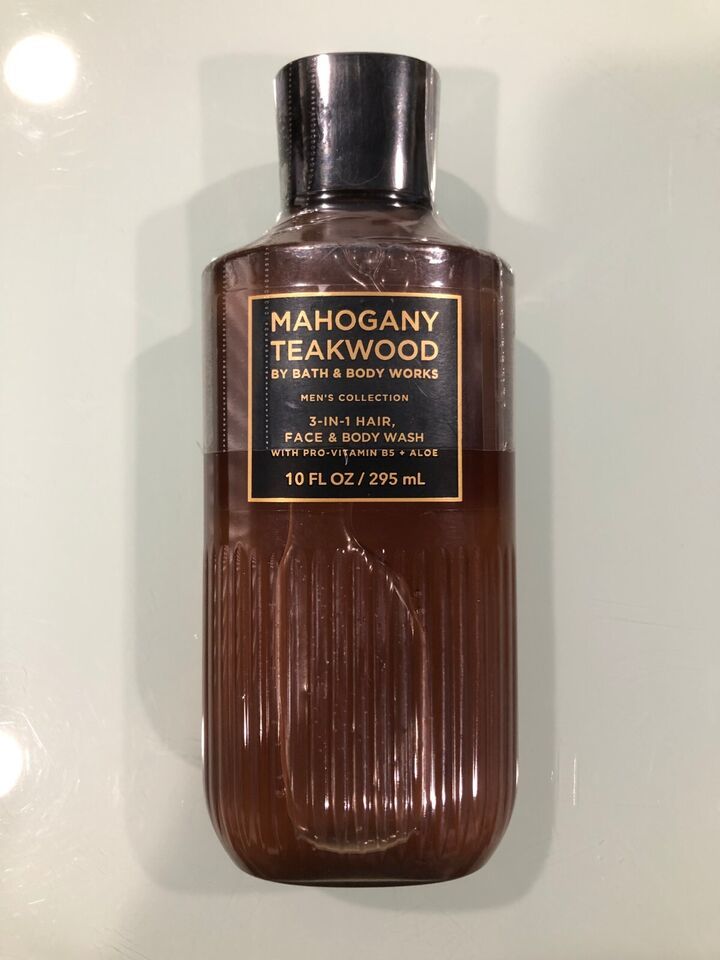 MAHOGANY
TEAKWOOD
BY BATH & BODY WORKS
MEN'S COLLECTION
3-IN-1 HAIR,
FACE & BODY WASH
WITH PRO-VITAMIN B5 + ALOE
10 FL OZ / 295 mL